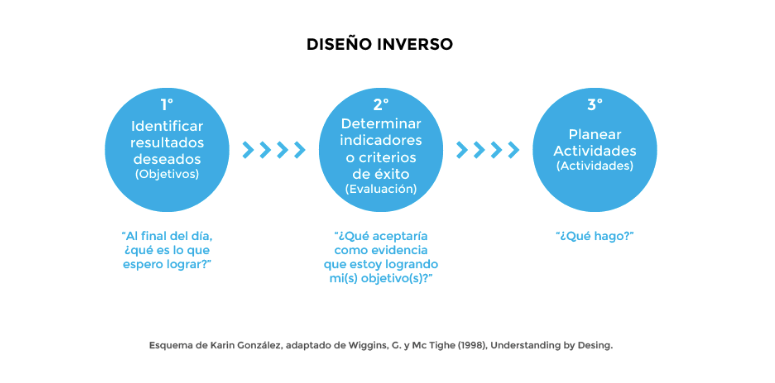 DISEÑO INVERSO
1°
Identificar
resultados
deseados
(Objetivos)
2°
Determinar
indicadores
o criterios
de éxito
(Evaluación)
3°
Planear
Actividades
(Actividades)
"Al final del día,
¿qué es lo que
espero lograr?"
"¿Qué aceptaría
como evidencia
que estoy logrando
mi(s) objetivo(s)?"
"¿Qué hago?"
Esquema de Karin González, adaptado de Wiggins, G. y Mc Tighe (1998), Understanding by Desing.